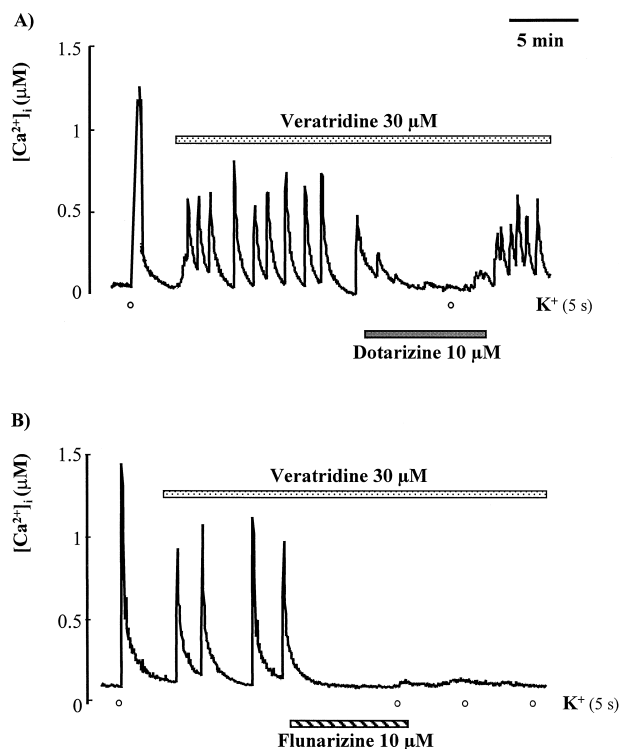 A)
5 min
1.5
[Ca²⁺]ᵢ (µM)
Veratridine 30 µM
1
0.5
0
K⁺ (5 s)
Dotarizine 10 µM
B)
1.5
[Ca²⁺]ᵢ (µM)
Veratridine 30 µM
1
0.5
0
K⁺ (5 s)
Flunarizine 10 µM